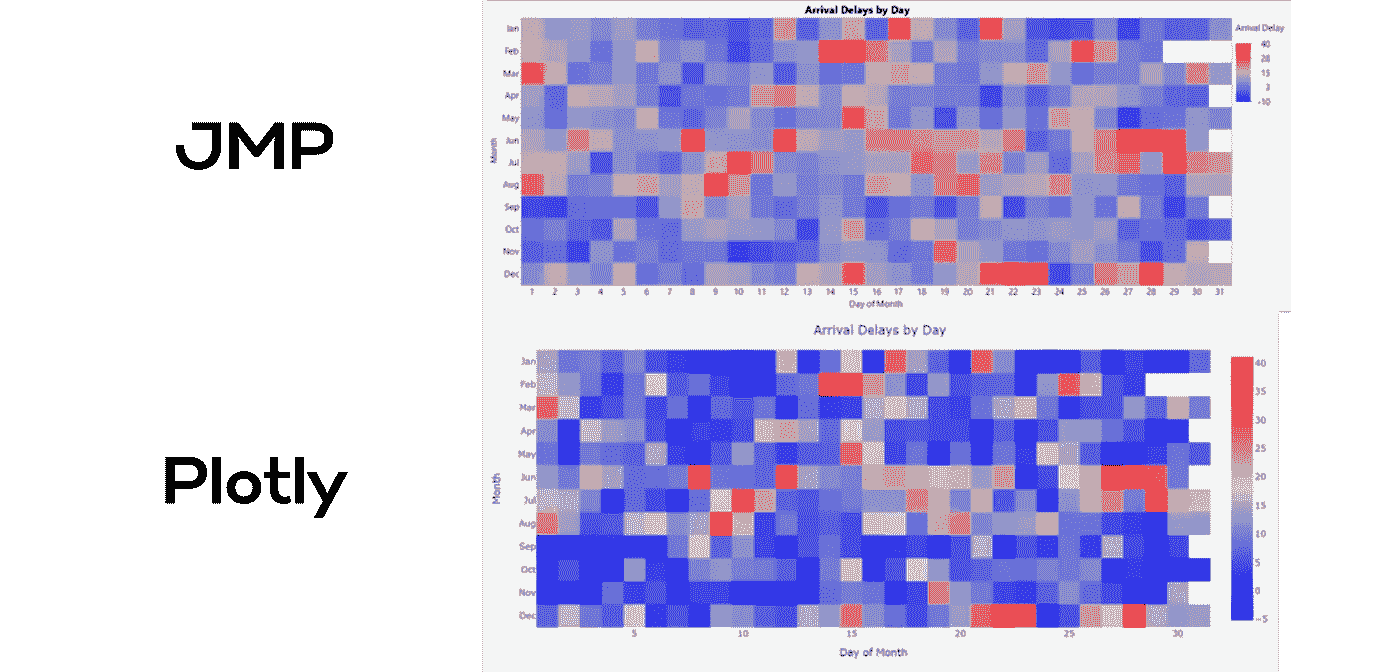 JMP
Arrival Delays by Day
Month
Jan
Feb
Mar
Apr
May
Jun
Jul
Aug
Sep
Oct
Nov
Dec
1 2 3 4 5 6 7 8 9 10 11 12 13 14 15 16 17 18 19 20 21 22 23 24 25 26 27 28 29 30 31
Day of Month
Arrival Delay
40
28
15
3
-10
Plotly
Arrival Delays by Day
Month
Jan
Feb
Mar
Apr
May
Jun
Jul
Aug
Sep
Oct
Nov
Dec
5 10 15 20 25 30
Day of Month
40
35
30
25
20
15
10
5
0
−5